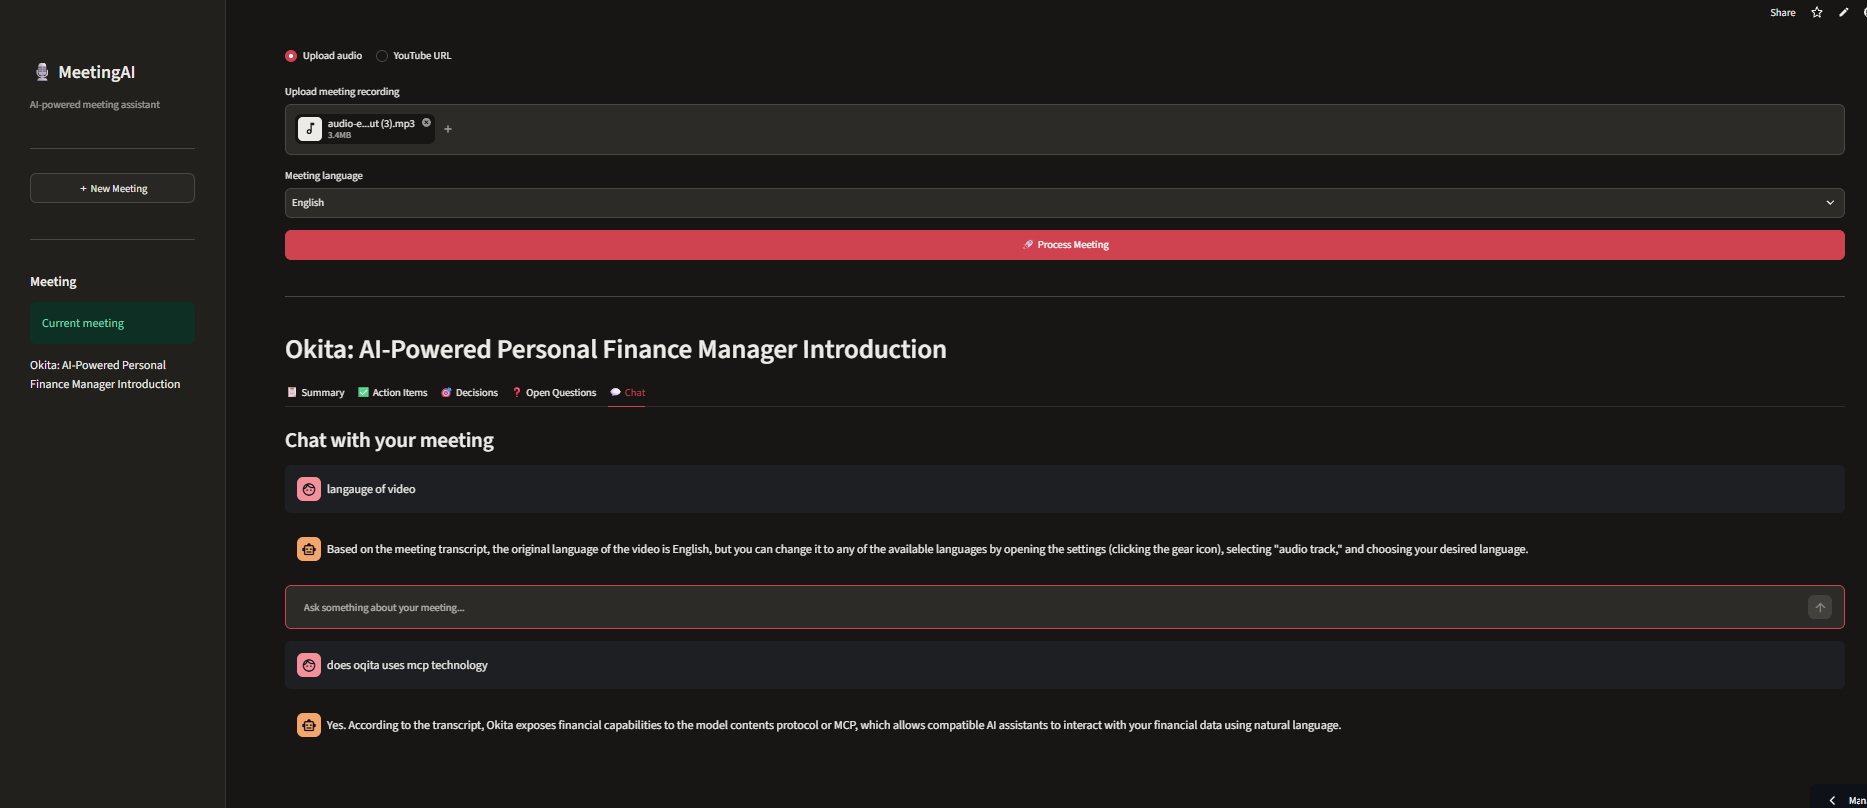 Share
MeetingAI
AI-powered meeting assistant
+ New Meeting
Meeting
Current meeting
Okita: AI-Powered Personal
Finance Manager Introduction
Upload audio
YouTube URL
Upload meeting recording
audio-e...ut (3).mp3
3.4MB
Meeting language
English
Process Meeting
Okita: AI-Powered Personal Finance Manager Introduction
Summary
Action Items
Decisions
Open Questions
Chat
Chat with your meeting
langauge of video
Based on the meeting transcript, the original language of the video is English, but you can change it to any of the available languages by opening the settings (clicking the gear icon), selecting "audio track," and choosing your desired language.
Ask something about your meeting...
does oqita uses mcp technology
Yes. According to the transcript, Okita exposes financial capabilities to the model contents protocol or MCP, which allows compatible AI assistants to interact with your financial data using natural language.
Man